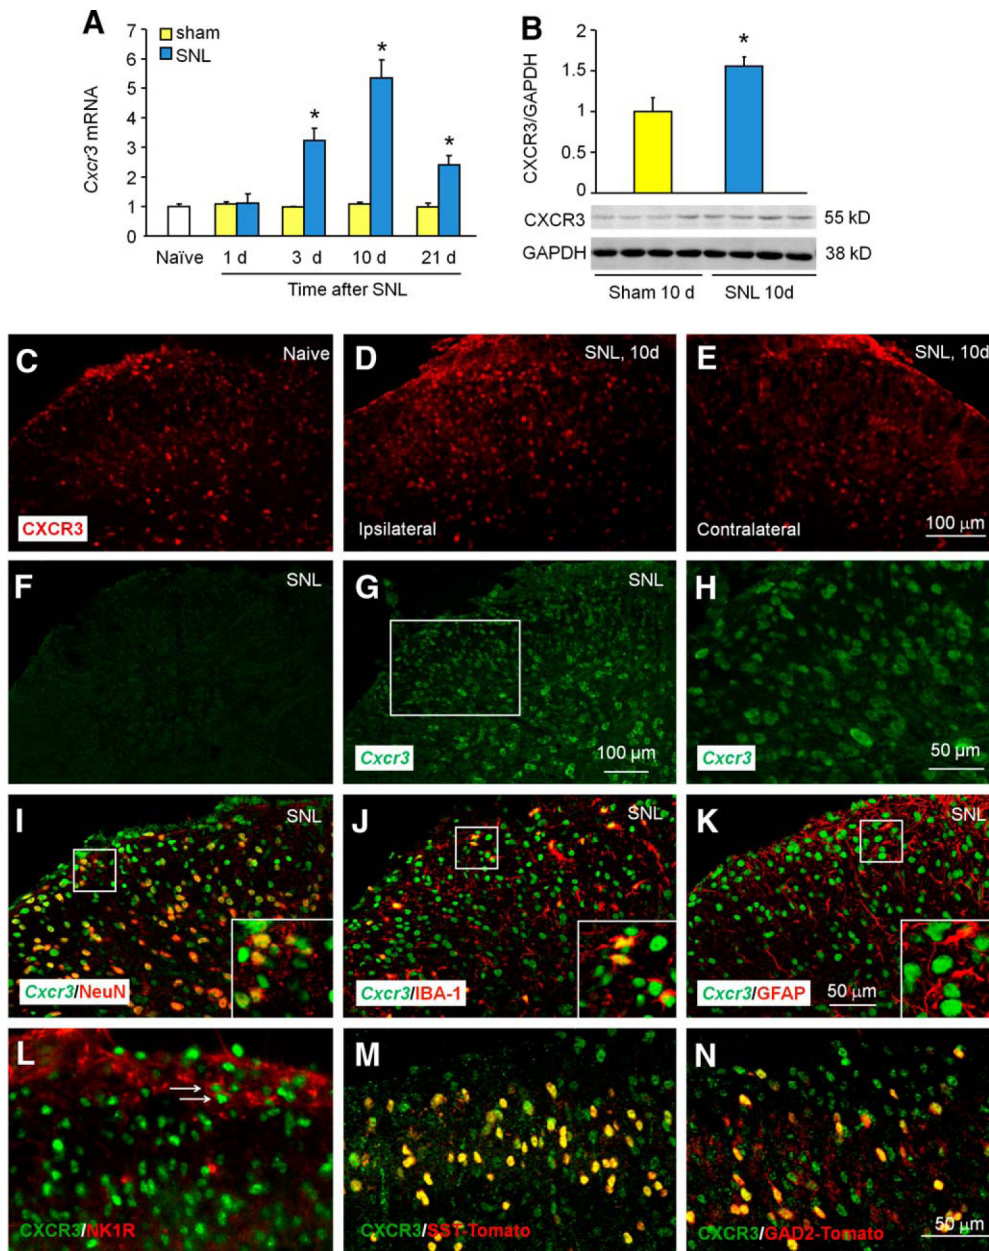 A
sham
SNL
Cxcr3 mRNA
7
6
5
4
3
2
1
0
*
*
*
Naïve
1 d
3 d
10 d
21 d
Time after SNL
B
CXCR3/GAPDH
2
1.5
1
0.5
0
*
CXCR3
55 kD
GAPDH
38 kD
Sham 10 d
SNL 10d
C
Naive
CXCR3
D
SNL, 10d
Ipsilateral
E
SNL, 10d
Contralateral
100 µm
F
SNL
G
SNL
Cxcr3
100 µm
H
Cxcr3
50 µm
I
SNL
Cxcr3/NeuN
J
SNL
Cxcr3/IBA-1
K
SNL
Cxcr3/GFAP
50 µm
L
CXCR3/NK1R
M
CXCR3/SST-Tomato
N
CXCR3/GAD2-Tomato
50 µm